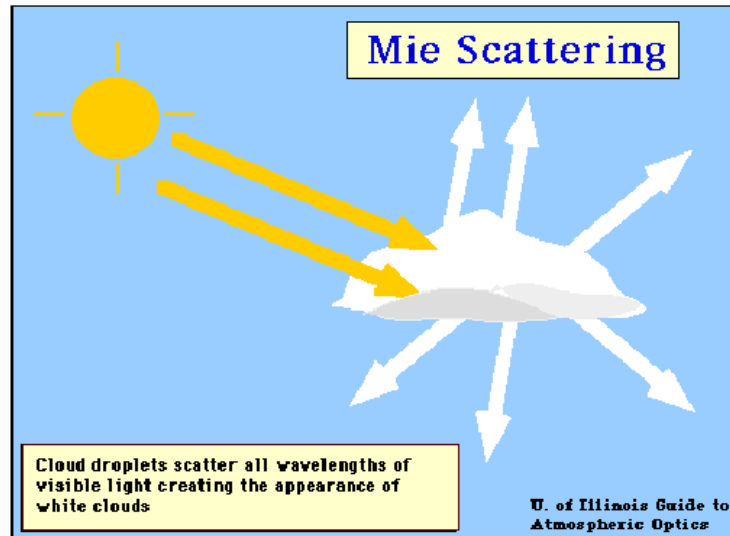 Mie Scattering
Cloud droplets scatter all wavelengths of
visible light creating the appearance of
white clouds
U. of Illinois Guide to
Atmospheric Optics